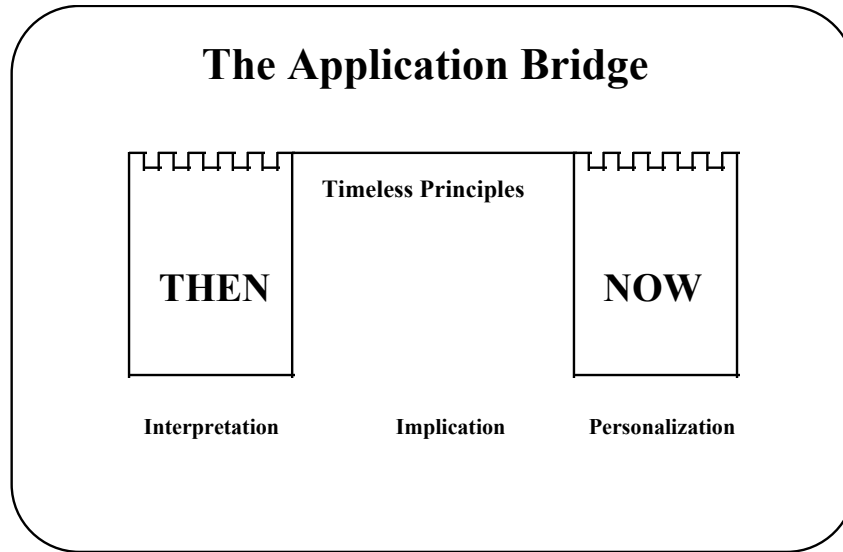 The Application Bridge
Timeless Principles
THEN
NOW
Interpretation
Implication
Personalization